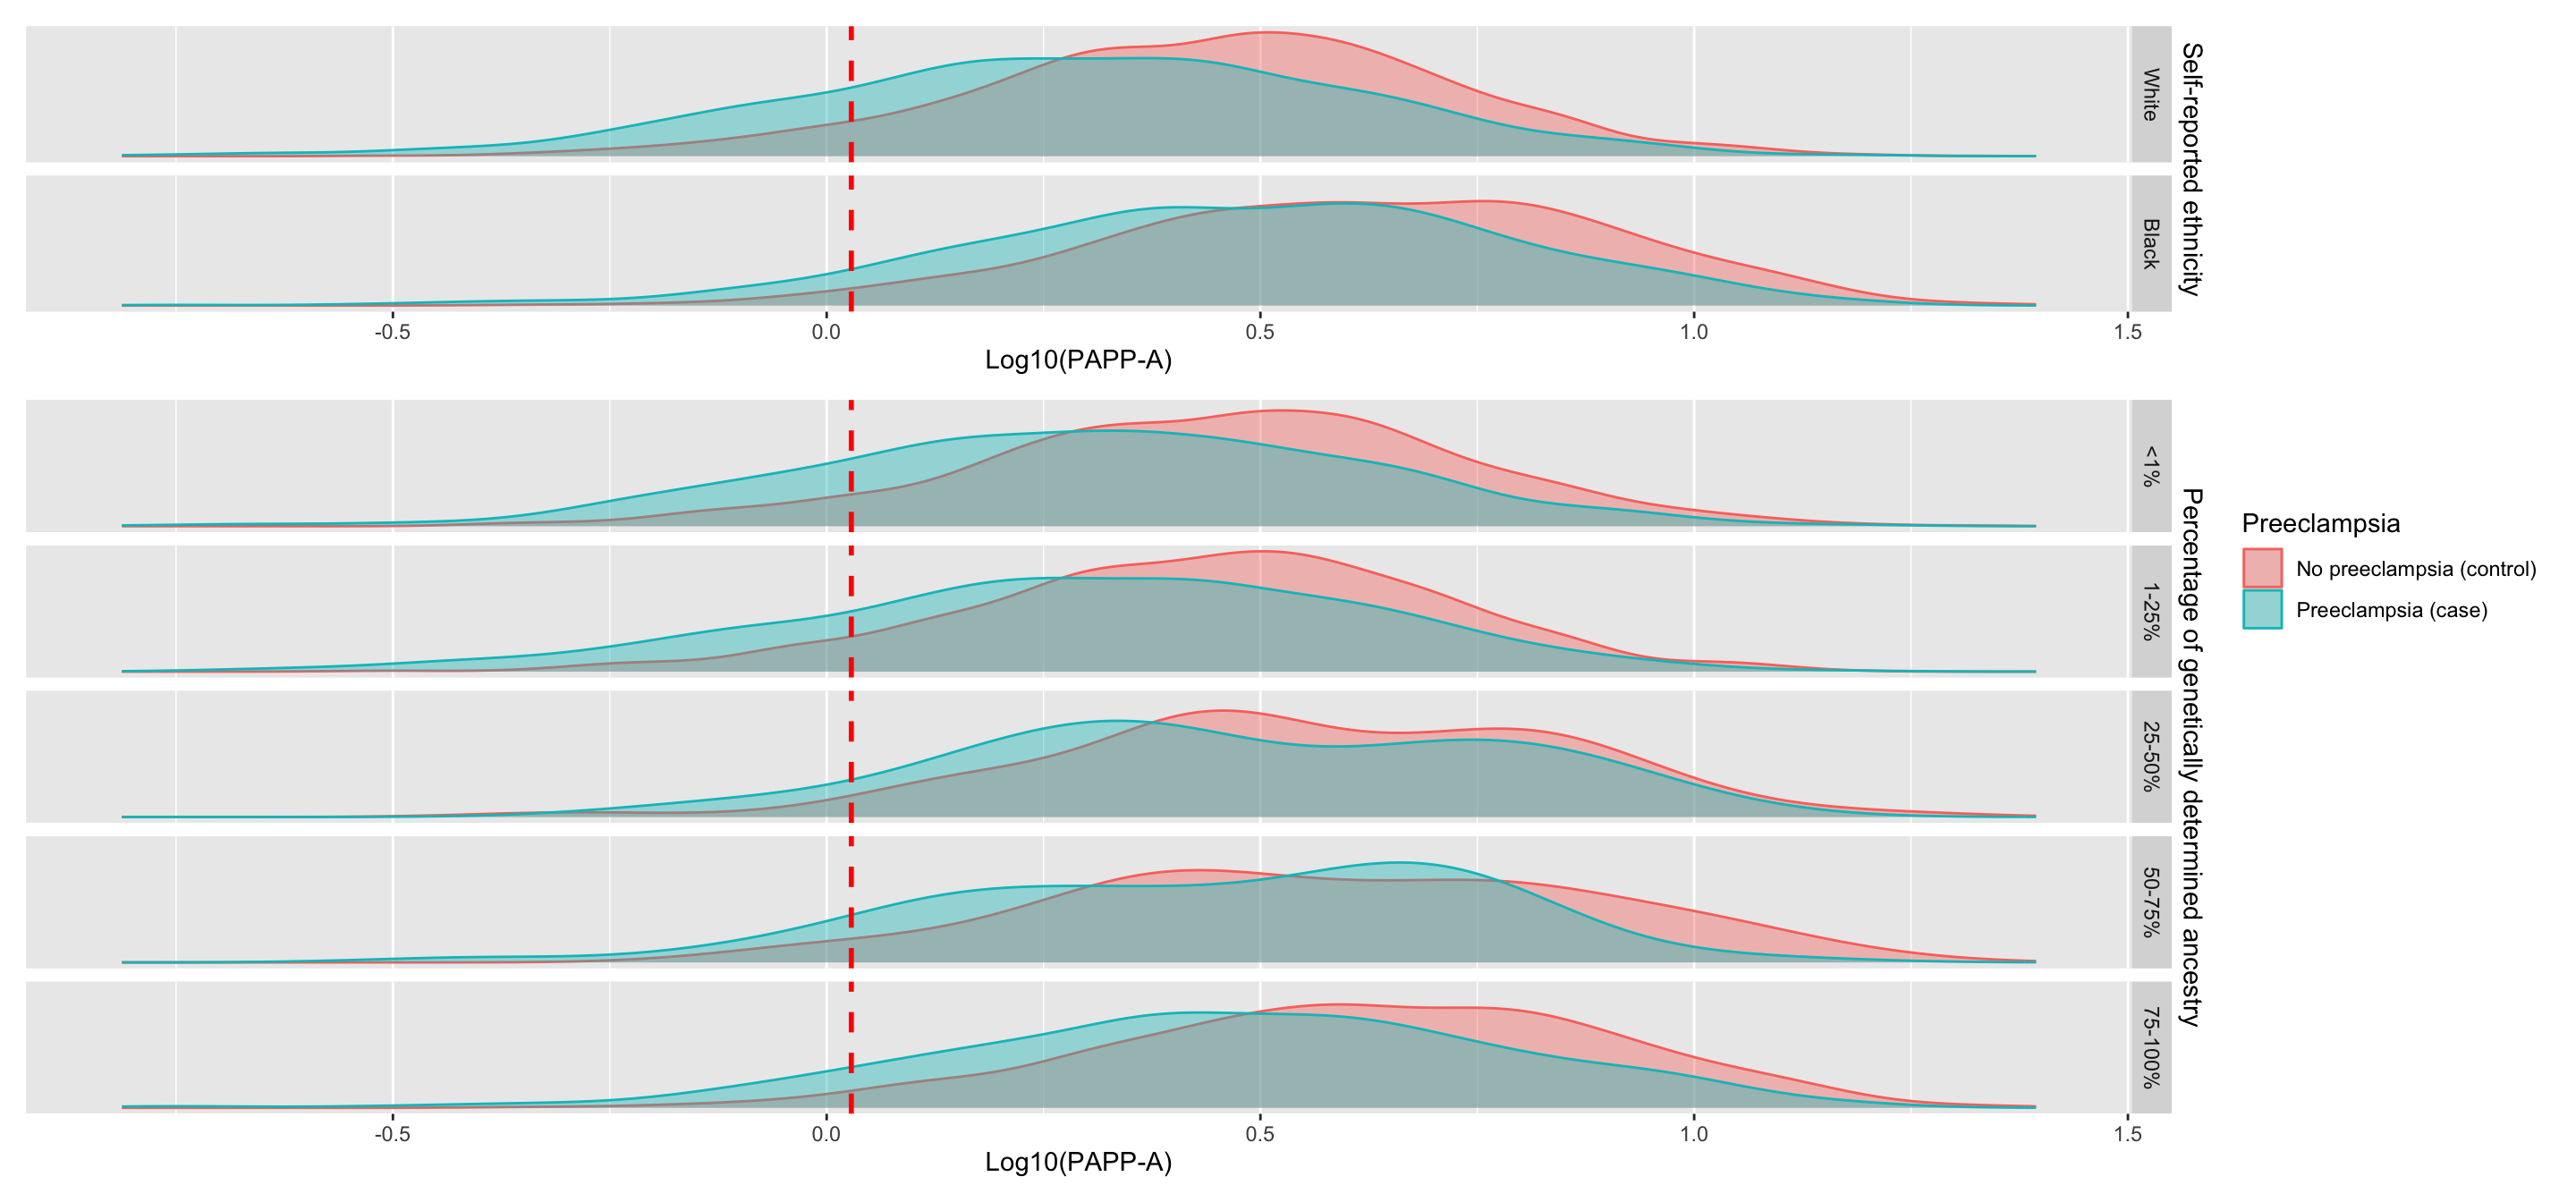 White
Black
Self-reported ethnicity
-0.5
0.0
0.5
1.0
1.5
Log10(PAPP-A)
<1%
1-25%
25-50%
50-75%
75-100%
Percentage of genetically determined ancestry
-0.5
0.0
0.5
1.0
1.5
Log10(PAPP-A)
Preeclampsia
No preeclampsia (control)
Preeclampsia (case)